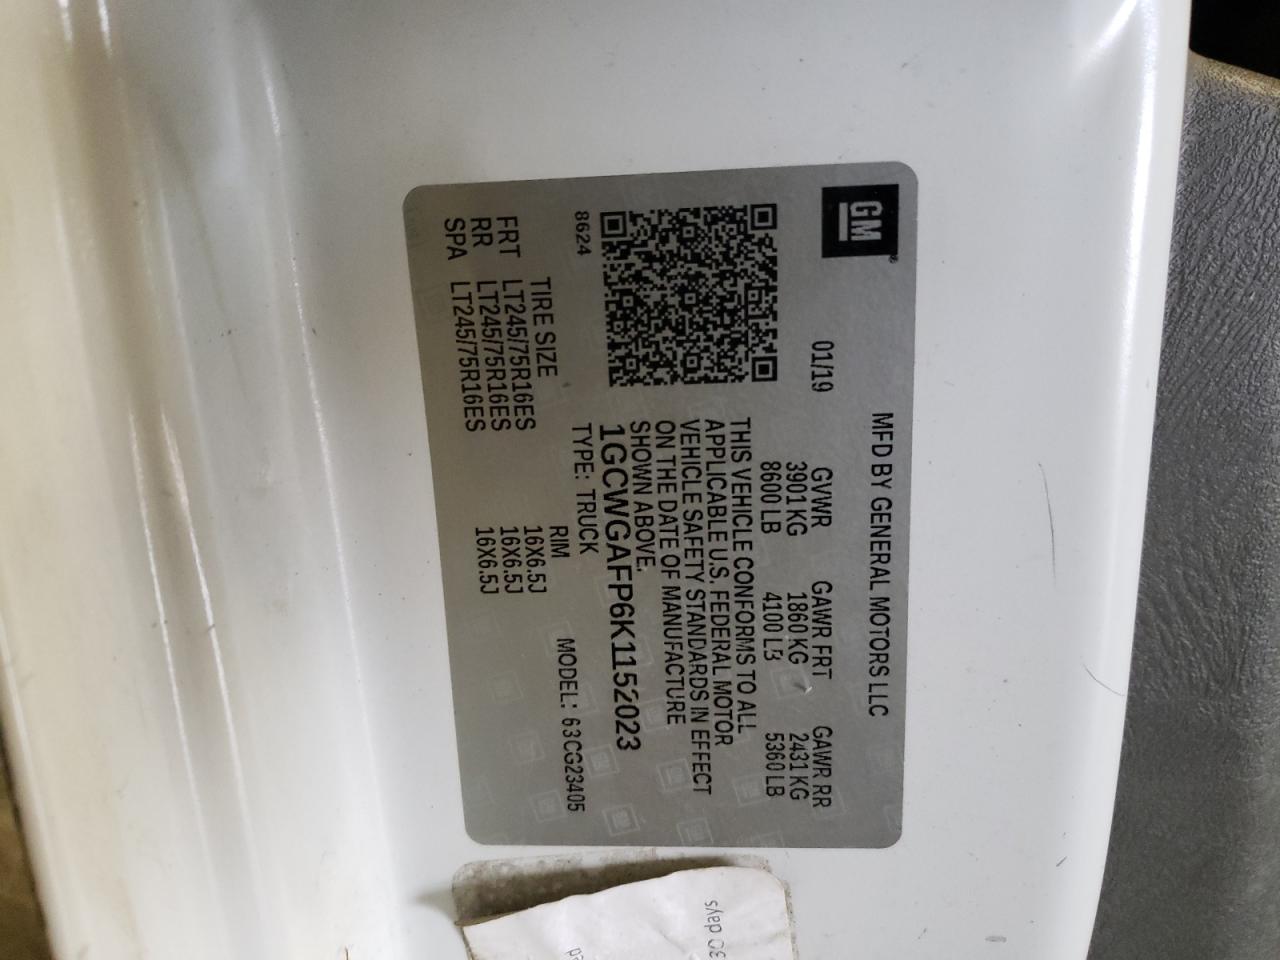 GM
MFD BY GENERAL MOTORS LLC
01/19 GVWR GAWR FRT GAWR RR
3901 KG 1860 KG 2431 KG
8600 LB 4100 LB 5360 LB
THIS VEHICLE CONFORMS TO ALL
APPLICABLE U.S. FEDERAL MOTOR
VEHICLE SAFETY STANDARDS IN EFFECT
ON THE DATE OF MANUFACTURE
SHOWN ABOVE.
1GCWGAFP6K1152023
8624 TYPE: TRUCK MODEL: 63CG23405
TIRE SIZE RIM
FRT LT245/75R16ES 16X6.5J
RR LT245/75R16ES 16X6.5J
SPA LT245/75R16ES 16X6.5J
30 days